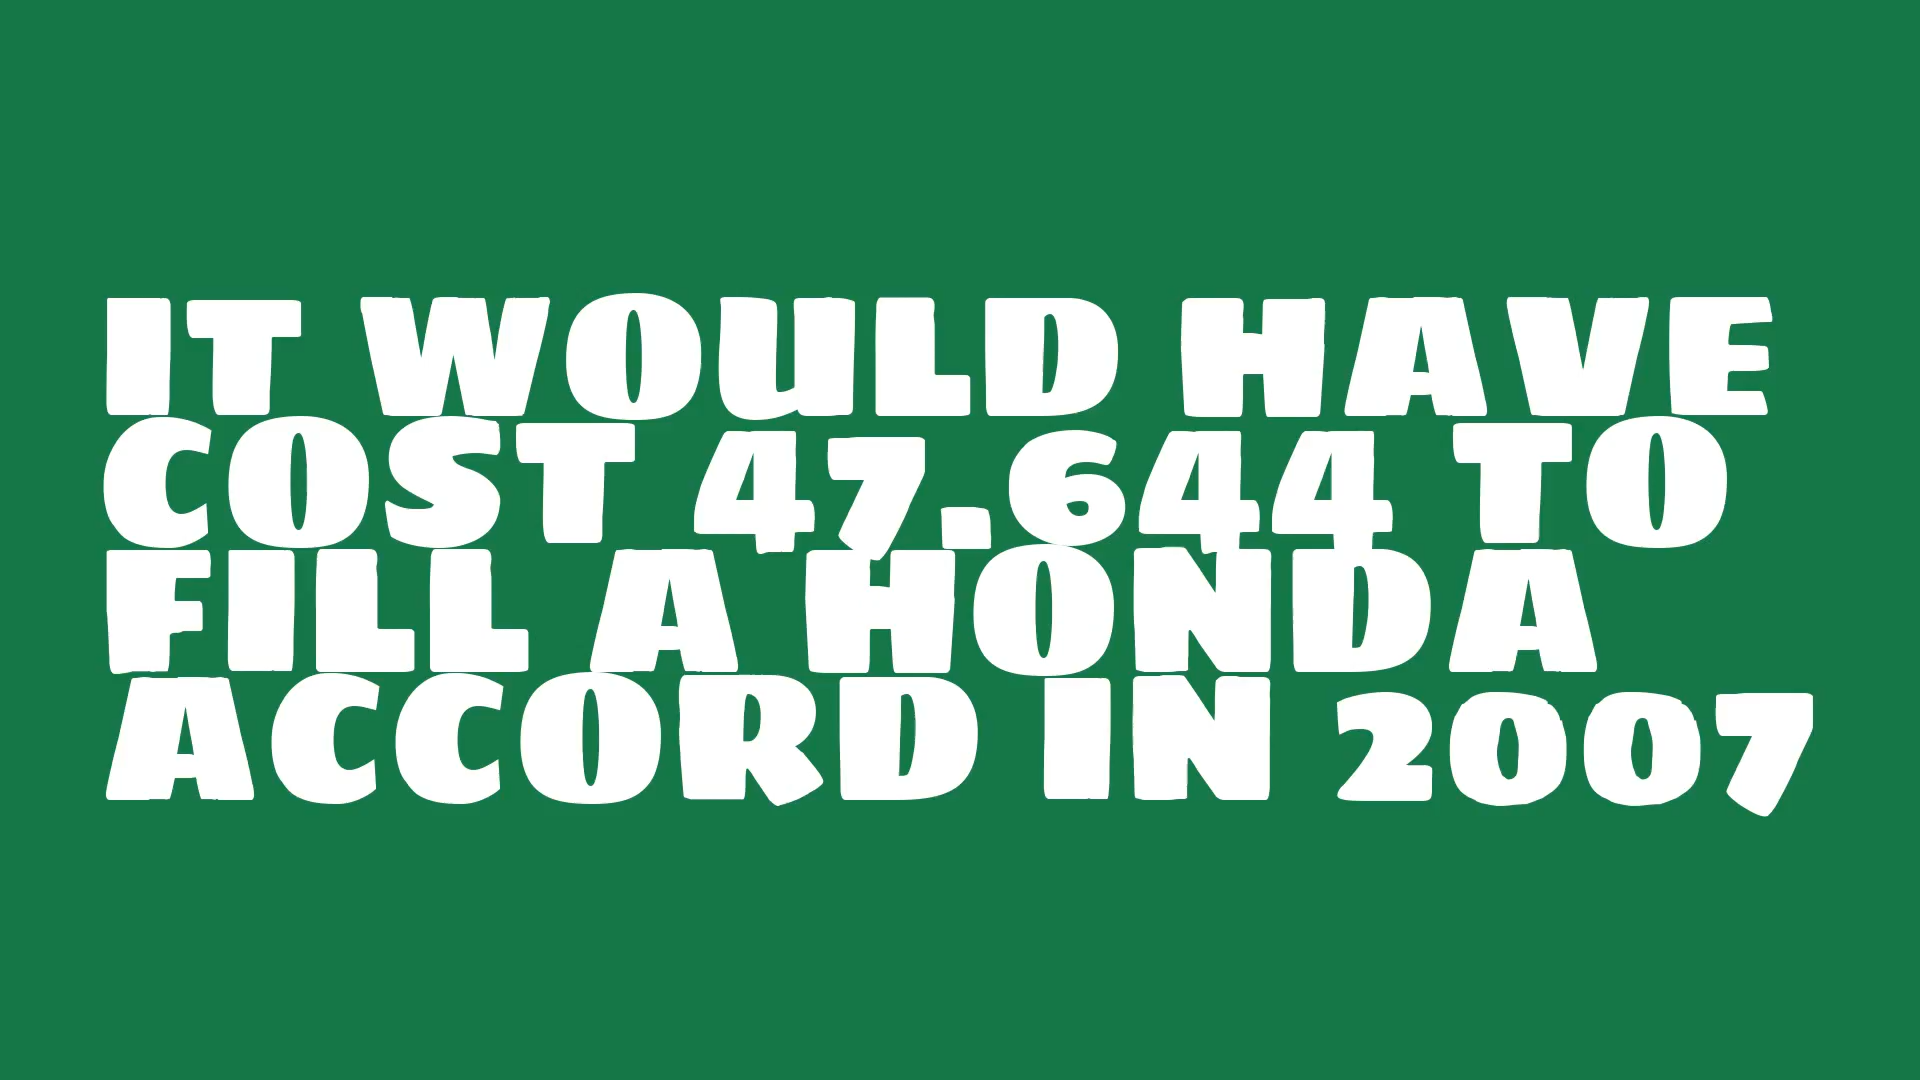 IT WOULD HAVE
COST 47.644 TO
FILL A HONDA
ACCORD IN 2007